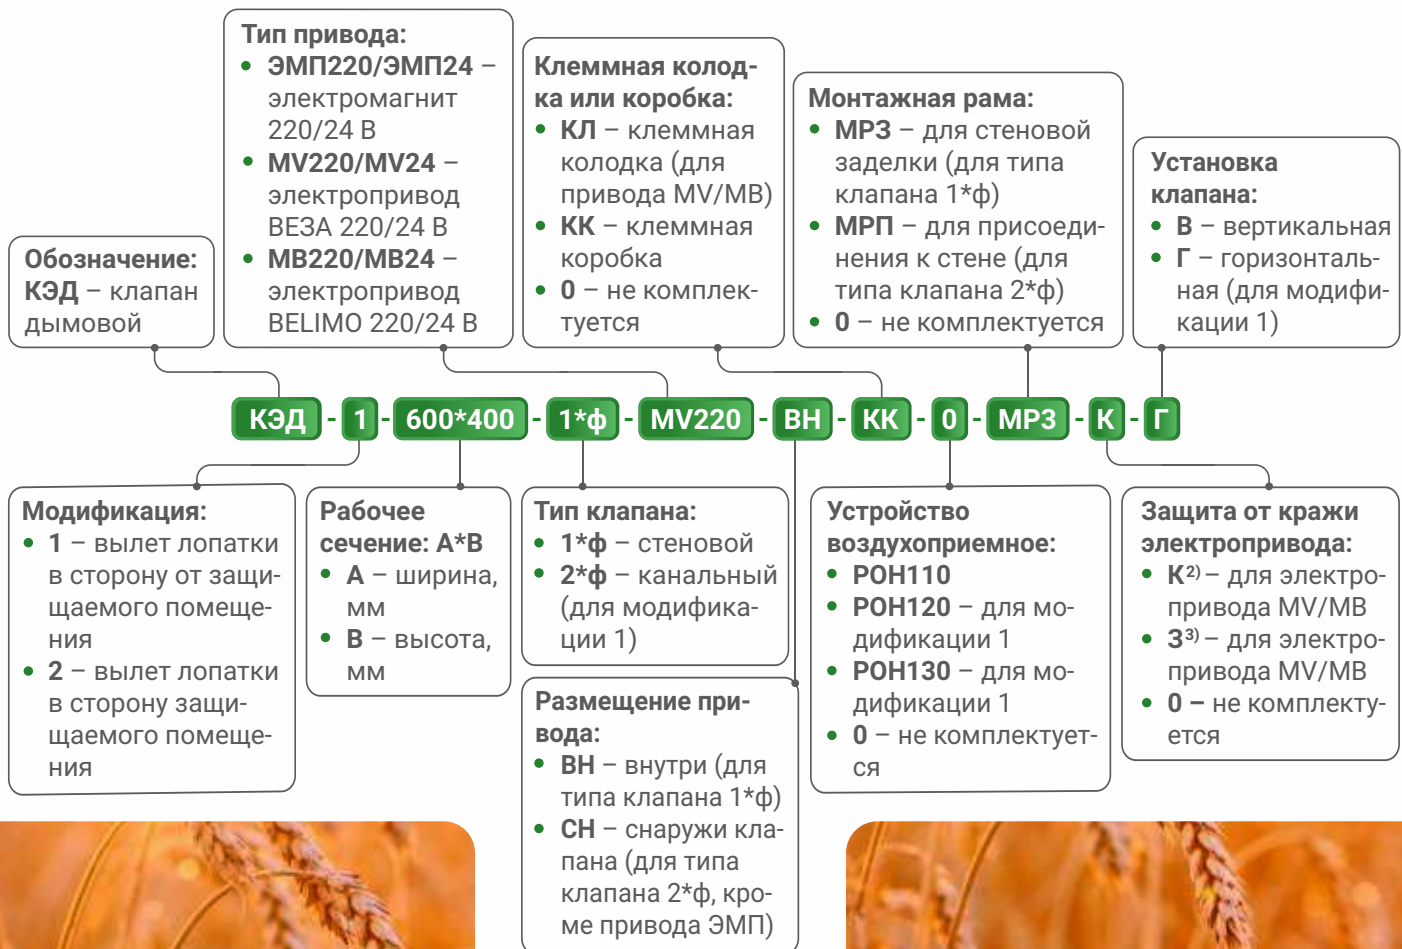 Тип привода:
ЭМП220/ЭМП24 –
электромагнит
220/24 В
MV220/MV24 –
электропривод
ВЕЗА 220/24 В
МВ220/МВ24 –
электропривод
BELIMO 220/24 В
Клеммная колод-
ка или коробка:
КЛ – клеммная
колодка (для
привода MV/MB)
КК – клеммная
коробка
0 – не комплек-
туется
Монтажная рама:
МРЗ – для стеновой
заделки (для типа
клапана 1*ф)
МРП – для присоеди-
нения к стене (для
типа клапана 2*ф)
0 – не комплектуется
Установка
клапана:
В – вертикальная
Г – горизонталь-
ная (для модифи-
кации 1)
Обозначение:
КЭД – клапан
дымовой
КЭД - 1 - 600*400 - 1*ф - MV220 - ВН - КК - 0 - МРЗ - К - Г
Модификация:
1 – вылет лопатки
в сторону от защи-
щаемого помеще-
ния
2 – вылет лопатки
в сторону защи-
щаемого помеще-
ния
Рабочее
сечение: А*В
А – ширина,
мм
В – высота,
мм
Тип клапана:
1*ф – стеновой
2*ф – канальный
(для модифика-
ции 1)
Размещение при-
вода:
ВН – внутри (для
типа клапана 1*ф)
СН – снаружи кла-
пана (для типа
клапана 2*ф, кро-
ме привода ЭМП)
Устройство
воздухоприемное:
РОН110
РОН120 – для мо-
дификации 1
РОН130 – для мо-
дификации 1
0 – не комплектует-
ся
Защита от кражи
электропривода:
К²⁾ – для электро-
привода MV/MB
З³⁾ – для электро-
привода MV/MB
0 – не комплекту-
ется